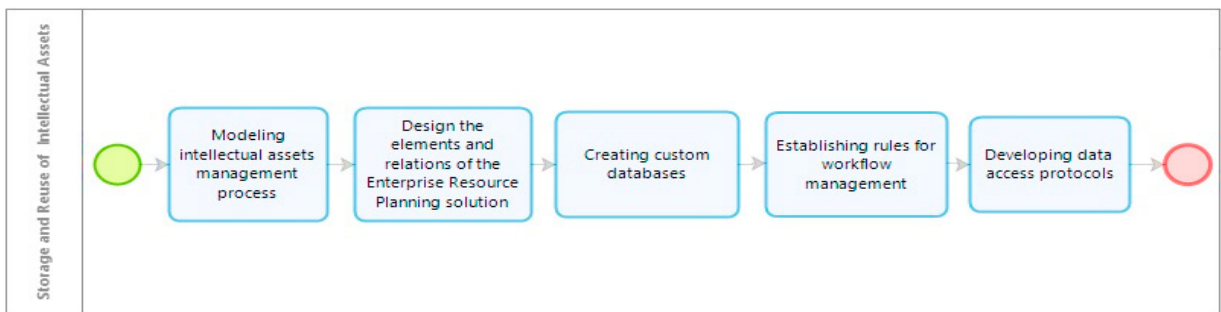 Storage and Reuse of Intellectual Assets
Modeling
intellectual assets
management
process
Design the
elements and
relations of the
Enterprise Resource
Planning solution
Creating custom
databases
Establishing rules for
workflow
management
Developing data
access protocols